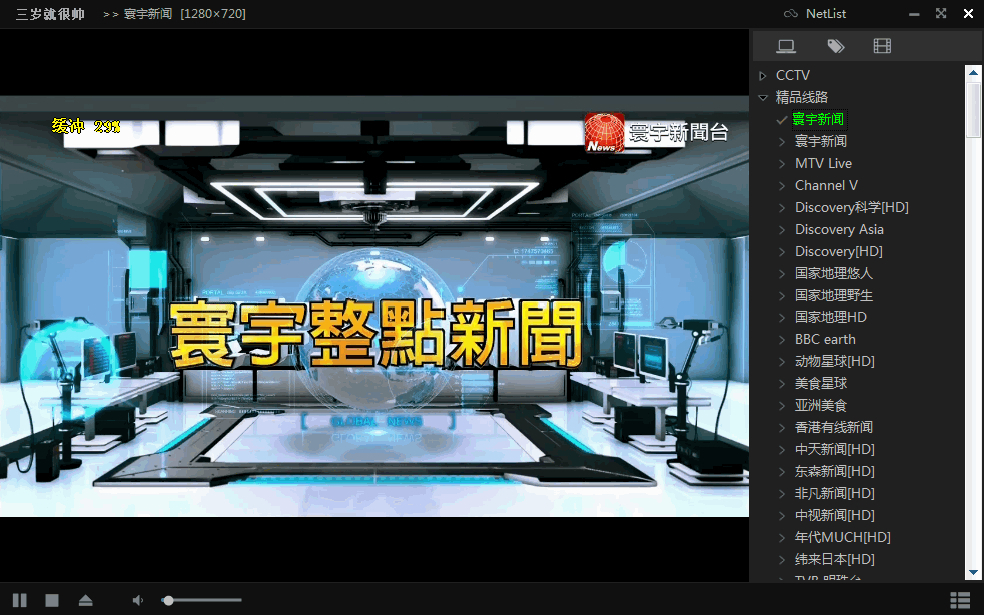 三岁就很帅 >> 寰宇新闻 [1280×720]
NetList
缓冲 29%
News 寰宇新聞台
寰宇整點新聞
GLOBAL NEWS
CCTV
精品线路
寰宇新闻
寰宇新闻
MTV Live
Channel V
Discovery科学[HD]
Discovery Asia
Discovery[HD]
国家地理悠人
国家地理野生
国家地理HD
BBC earth
动物星球[HD]
美食星球
亚洲美食
香港有线新闻
中天新闻[HD]
东森新闻[HD]
非凡新闻[HD]
中视新闻[HD]
年代MUCH[HD]
纬来日本[HD]